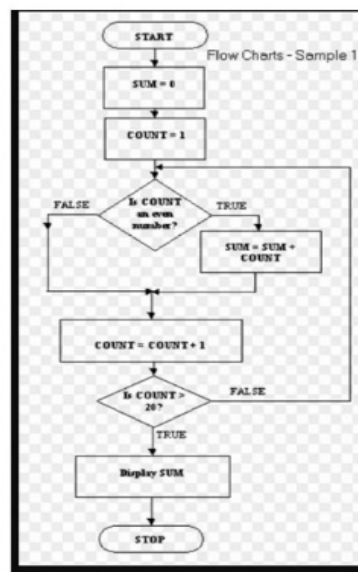 START
Flow Charts - Sample 1
SUM = 0
COUNT = 1
Is COUNT
an even
number?
FALSE
TRUE
SUM = SUM +
COUNT
COUNT = COUNT + 1
Is COUNT >
20?
FALSE
TRUE
Display SUM
STOP